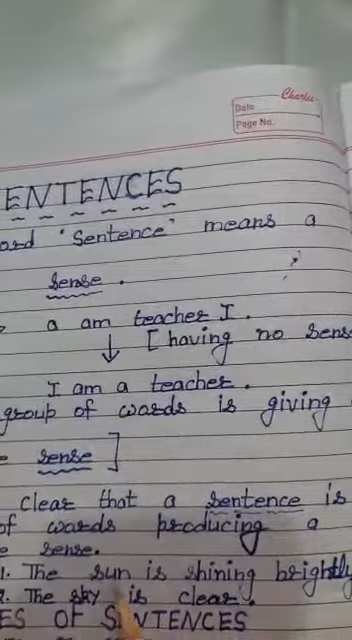 Charlie
Date
Page No.
ENTENCES
ord "Sentence" means a
sense.
a am teacher I.
↓ [having no sens
I am a teacher.
group of words is giving
e sense]
clear that a sentence is
of words producing a
e sense.
1. The sun is shining brightly
2. The sky is clear.
ES OF SENTENCES